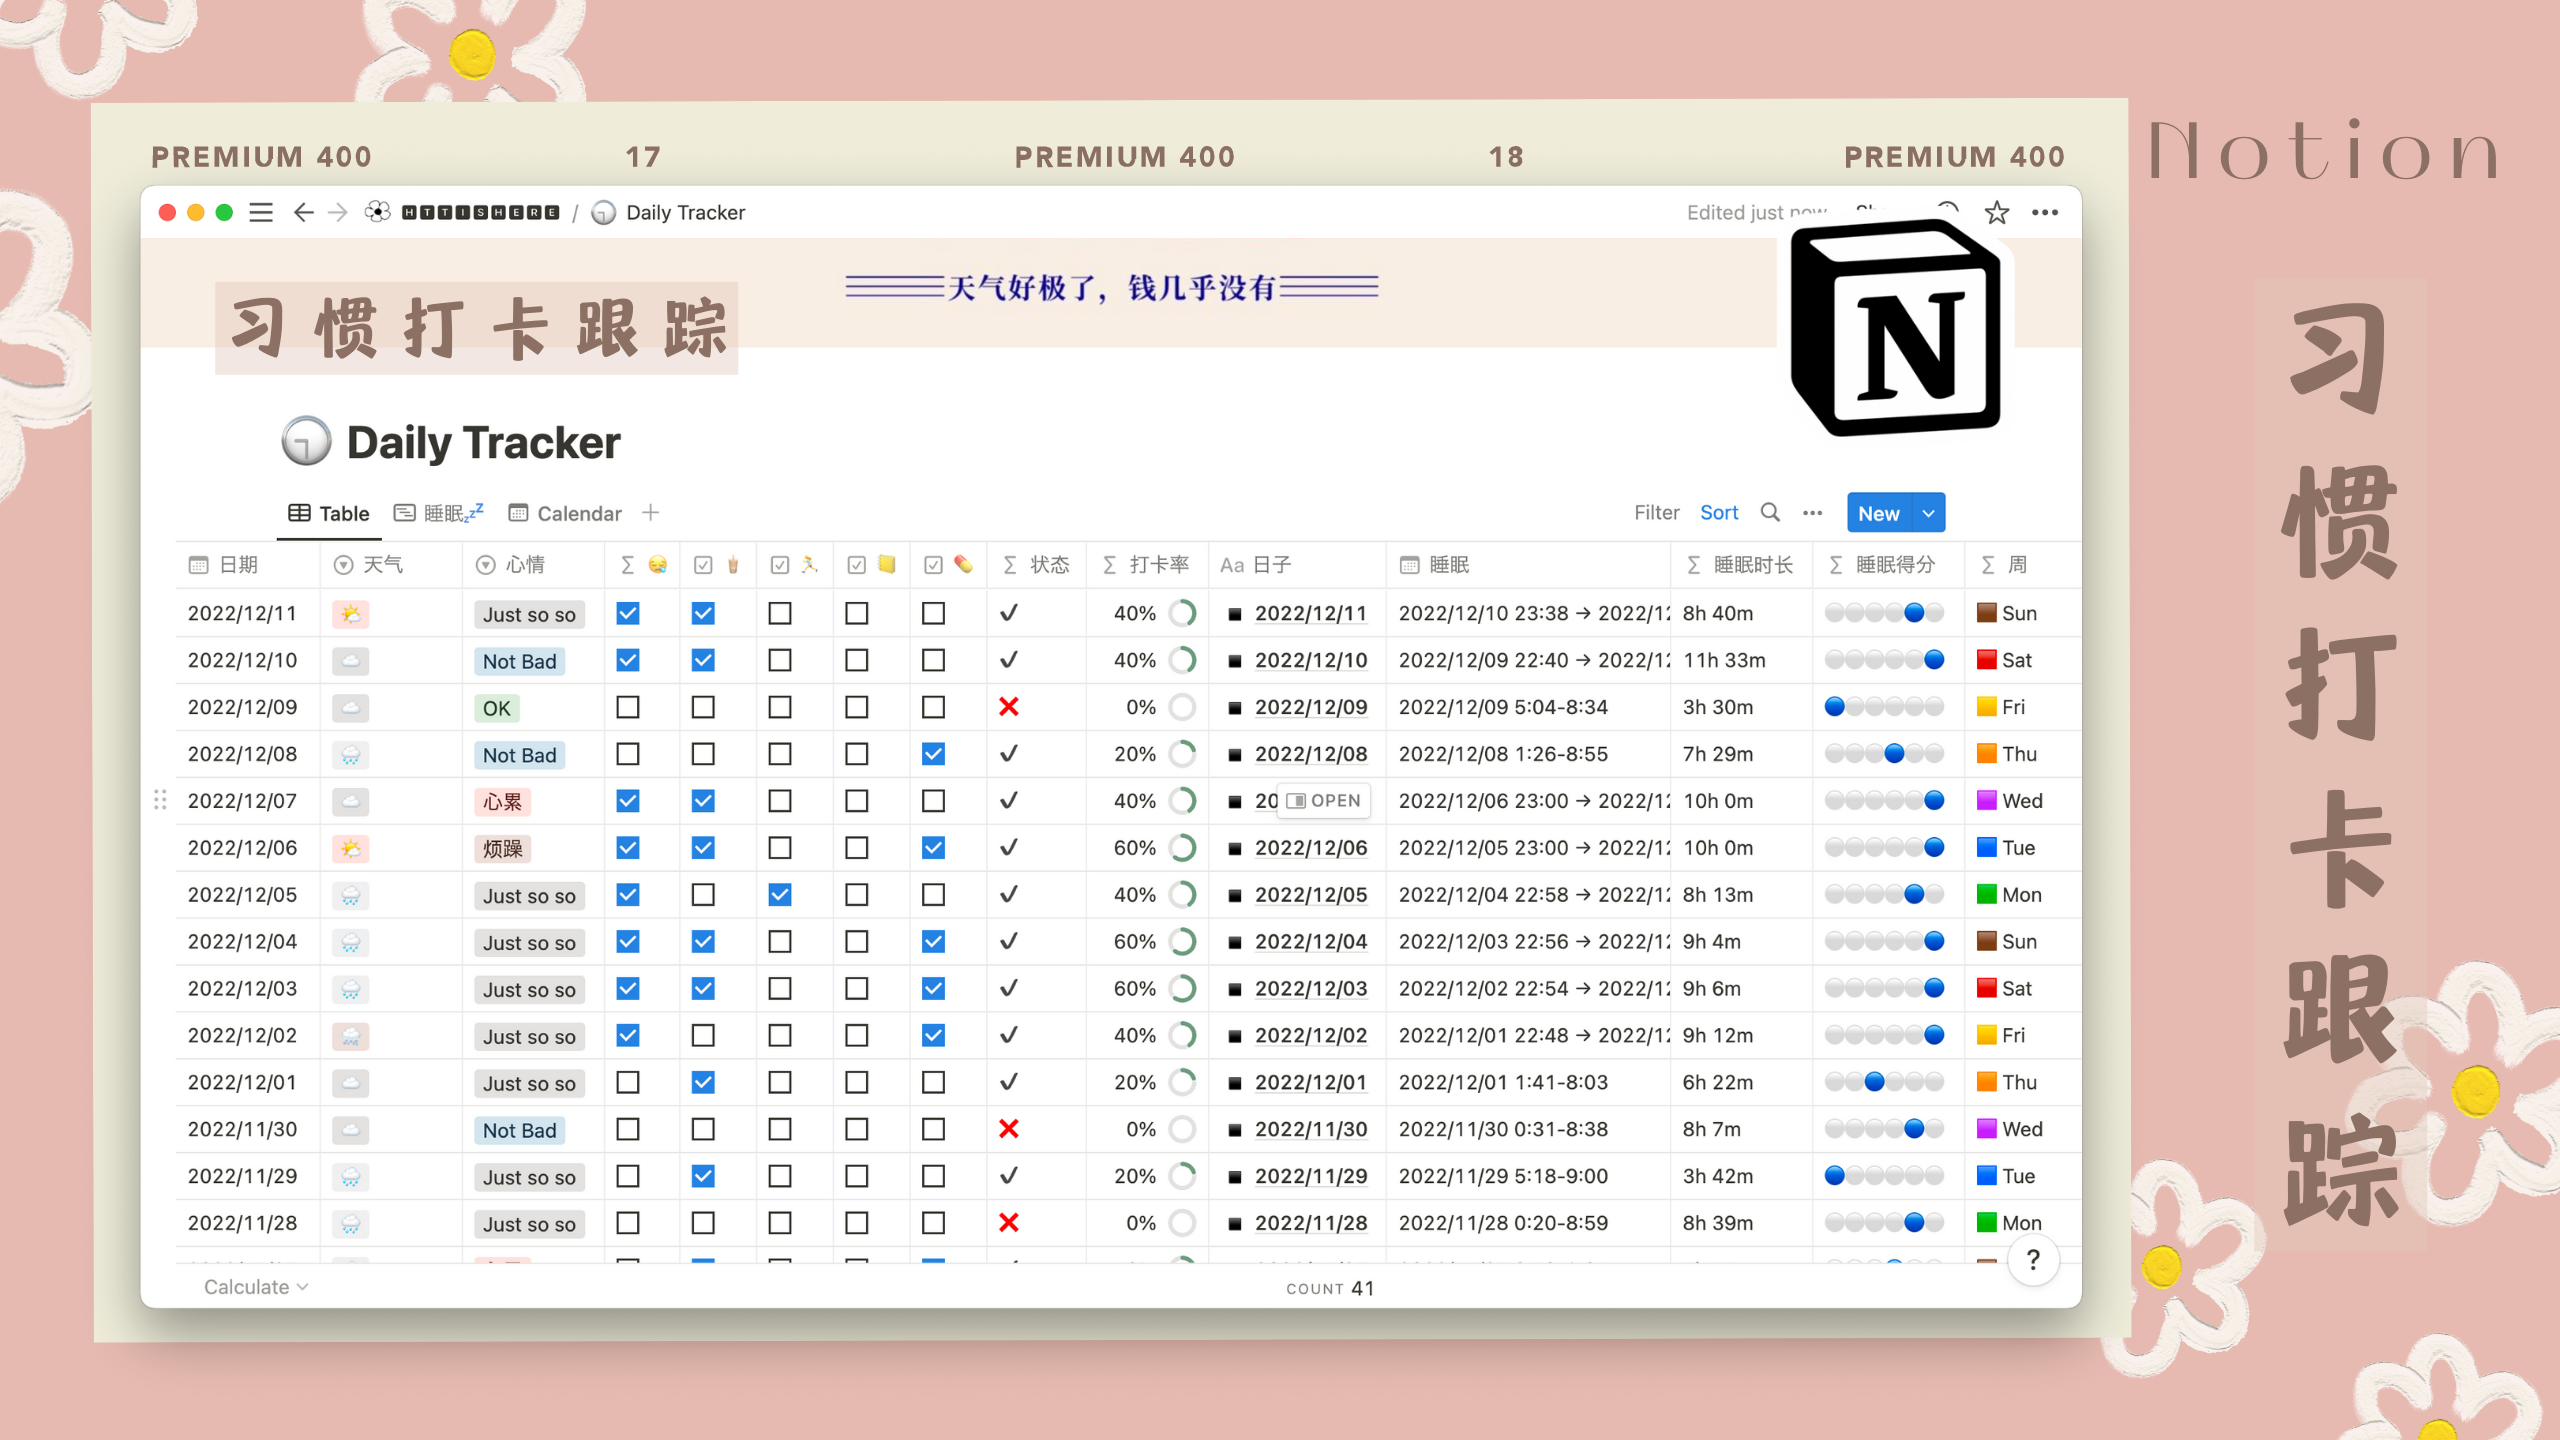 PREMIUM 400 17 PREMIUM 400 18 PREMIUM 400
Notion
HTTISHERE / Daily Tracker Edited just now
天气好极了，钱几乎没有
习惯打卡跟踪
N
Daily Tracker
Table 睡眠 Calendar Filter Sort New
日期 天气 心情 状态 打卡率 Aa 日子 睡眠 睡眠时长 睡眠得分 周
2022/12/11 Just so so 40% 2022/12/11 2022/12/10 23:38 → 2022/12 8h 40m Sun
2022/12/10 Not Bad 40% 2022/12/10 2022/12/09 22:40 → 2022/12 11h 33m Sat
2022/12/09 OK 0% 2022/12/09 2022/12/09 5:04-8:34 3h 30m Fri
2022/12/08 Not Bad 20% 2022/12/08 2022/12/08 1:26-8:55 7h 29m Thu
2022/12/07 心累 40% 20 OPEN 2022/12/06 23:00 → 2022/12 10h 0m Wed
2022/12/06 烦躁 60% 2022/12/06 2022/12/05 23:00 → 2022/12 10h 0m Tue
2022/12/05 Just so so 40% 2022/12/05 2022/12/04 22:58 → 2022/12 8h 13m Mon
2022/12/04 Just so so 60% 2022/12/04 2022/12/03 22:56 → 2022/12 9h 4m Sun
2022/12/03 Just so so 60% 2022/12/03 2022/12/02 22:54 → 2022/12 9h 6m Sat
2022/12/02 Just so so 40% 2022/12/02 2022/12/01 22:48 → 2022/12 9h 12m Fri
2022/12/01 Just so so 20% 2022/12/01 2022/12/01 1:41-8:03 6h 22m Thu
2022/11/30 Not Bad 0% 2022/11/30 2022/11/30 0:31-8:38 8h 7m Wed
2022/11/29 Just so so 20% 2022/11/29 2022/11/29 5:18-9:00 3h 42m Tue
2022/11/28 Just so so 0% 2022/11/28 2022/11/28 0:20-8:59 8h 39m Mon
Calculate COUNT 41 ?
习惯打卡跟踪